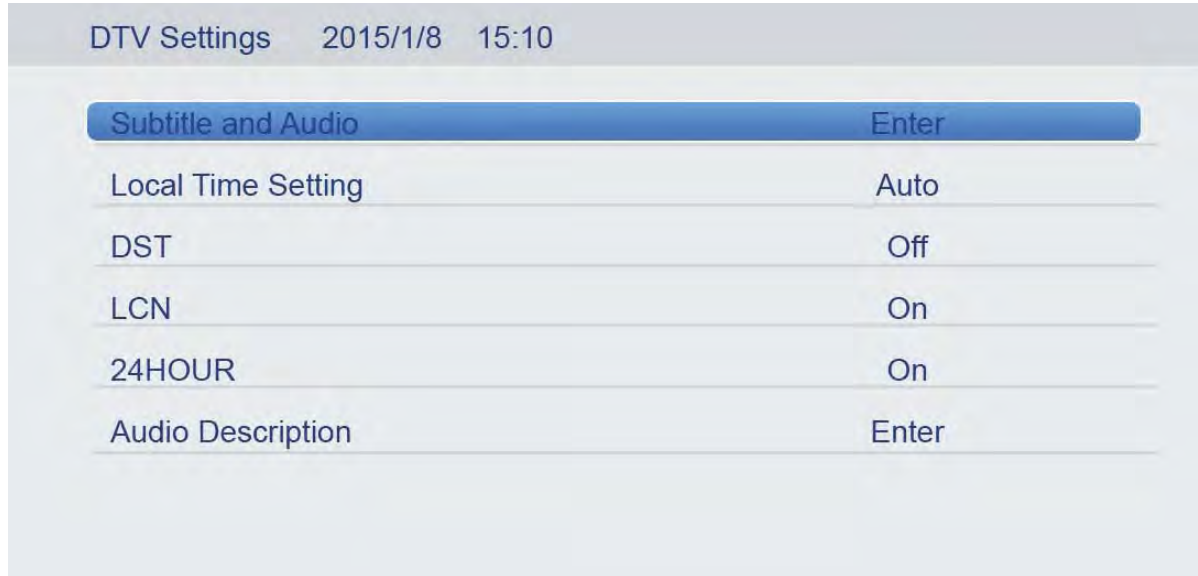 DTV Settings 2015/1/8 15:10
Subtitle and Audio Enter
Local Time Setting Auto
DST Off
LCN On
24HOUR On
Audio Description Enter